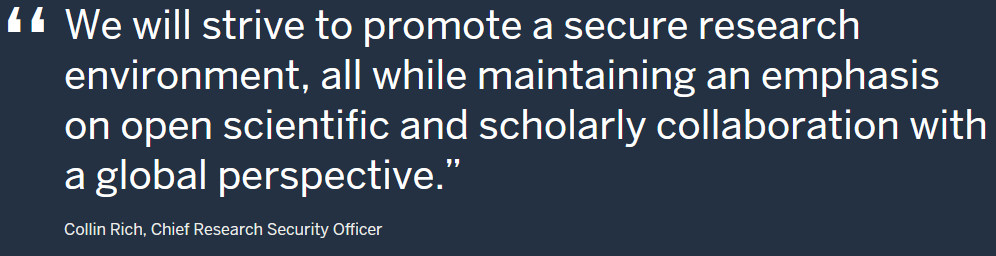 “ We will strive to promote a secure research
environment, all while maintaining an emphasis
on open scientific and scholarly collaboration with
a global perspective.”
Collin Rich, Chief Research Security Officer